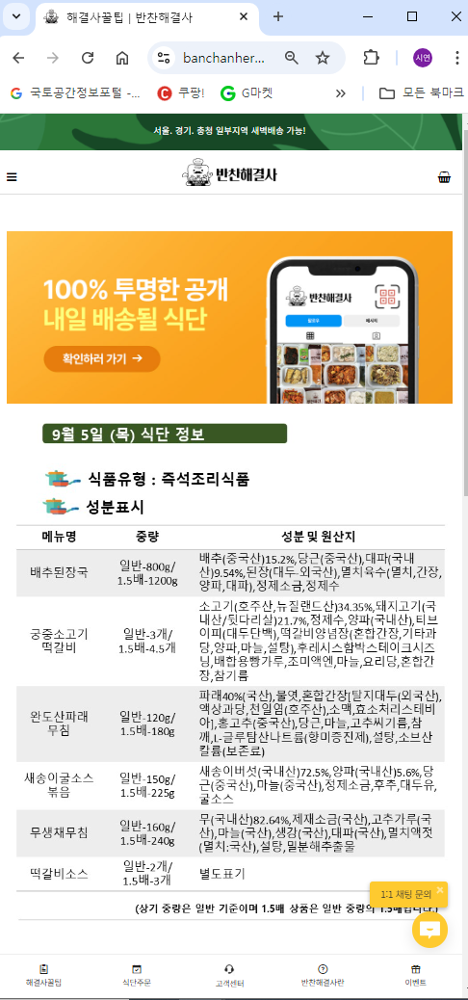 해결사꿀팁 | 반찬해결사
시연
banchanher...
국토공간정보포털 -...
쿠팡!
G마켓
모든 북마크
서울. 경기. 충청 일부지역 새벽배송 가능!
반찬해결사
100% 투명한 공개
내일 배송될 식단
확인하러 가기 →
반찬해결사
팔로우
메시지
9월 5일 (목) 식단 정보
식품유형 : 즉석조리식품
성분표시
메뉴명 중량 성분 및 원산지
배추된장국
일반-800g/
1.5배-1200g
배추(중국산)15.2%,당근(중국산),대파(국내
산)9.54%,된장(대두-외국산),멸치육수(멸치,간장,
양파,대파),정제소금,정제수
궁중소고기
떡갈비
일반-3개/
1.5배-4.5개
소고기(호주산,뉴질랜드산)34.35%,돼지고기(국
내산/뒷다리살)21.7%,정제수,양파(국내산),티브
이피(대두단백),떡갈비양념장(혼합간장,기타과
당,양파,마늘,설탕),후레시스함박스테이크시즈
닝,배합용빵가루,조미액엔,마늘,요리당,혼합간
장,참기름
완도산파래
무침
일반-120g/
1.5배-180g
파래40%(국산),물엿,혼합간장[탈지대두(외국산),
액상과당,천일염(호주산),소맥,효소처리스테비
아],홍고추(중국산),당근,마늘,고추씨기름,참
깨,L-글루탐산나트륨(향미증진제),설탕,소브산
칼륨(보존료)
새송이굴소스
볶음
일반-150g/
1.5배-225g
새송이버섯(국내산)72.5%,양파(국내산)5.6%,당
근(중국산),마늘(중국산),정제소금,후추,대두유,
굴소스
무생채무침
일반-160g/
1.5배-240g
무(국내산)82.64%,제재소금(국산),고추가루(국
산),마늘(국산),생강(국산),대파(국산),멸치액젓
(멸치:국산),설탕,밀분해추출물
떡갈비소스
일반-2개/
1.5배-3개
별도표기
1:1 채팅 문의
(상기 중량은 일반 기준이며 1.5배 상품은 일반 중량의 1.5배입니다.)
해결사꿀팁
식단주문
고객센터
반찬해결사란
이벤트